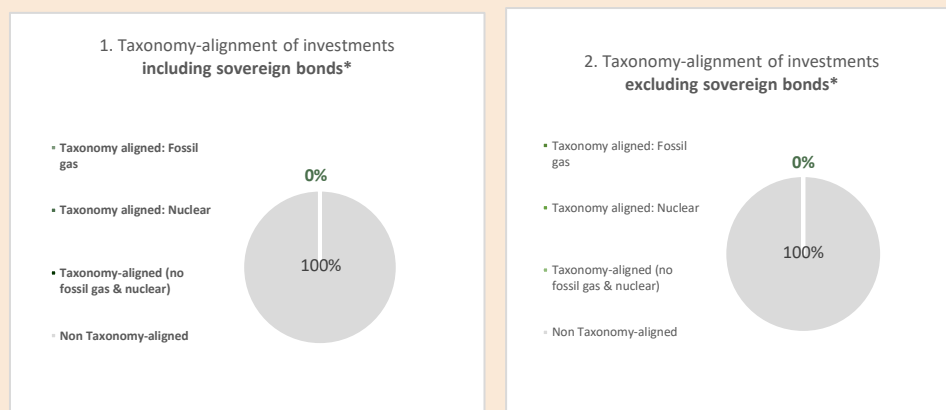 1. Taxonomy-alignment of investments
including sovereign bonds*
Taxonomy aligned: Fossil
gas
Taxonomy aligned: Nuclear
Taxonomy-aligned (no
fossil gas & nuclear)
Non Taxonomy-aligned
0%
100%
2. Taxonomy-alignment of investments
excluding sovereign bonds*
Taxonomy aligned: Fossil
gas
Taxonomy aligned: Nuclear
Taxonomy-aligned (no
fossil gas & nuclear)
Non Taxonomy-aligned
0%
100%